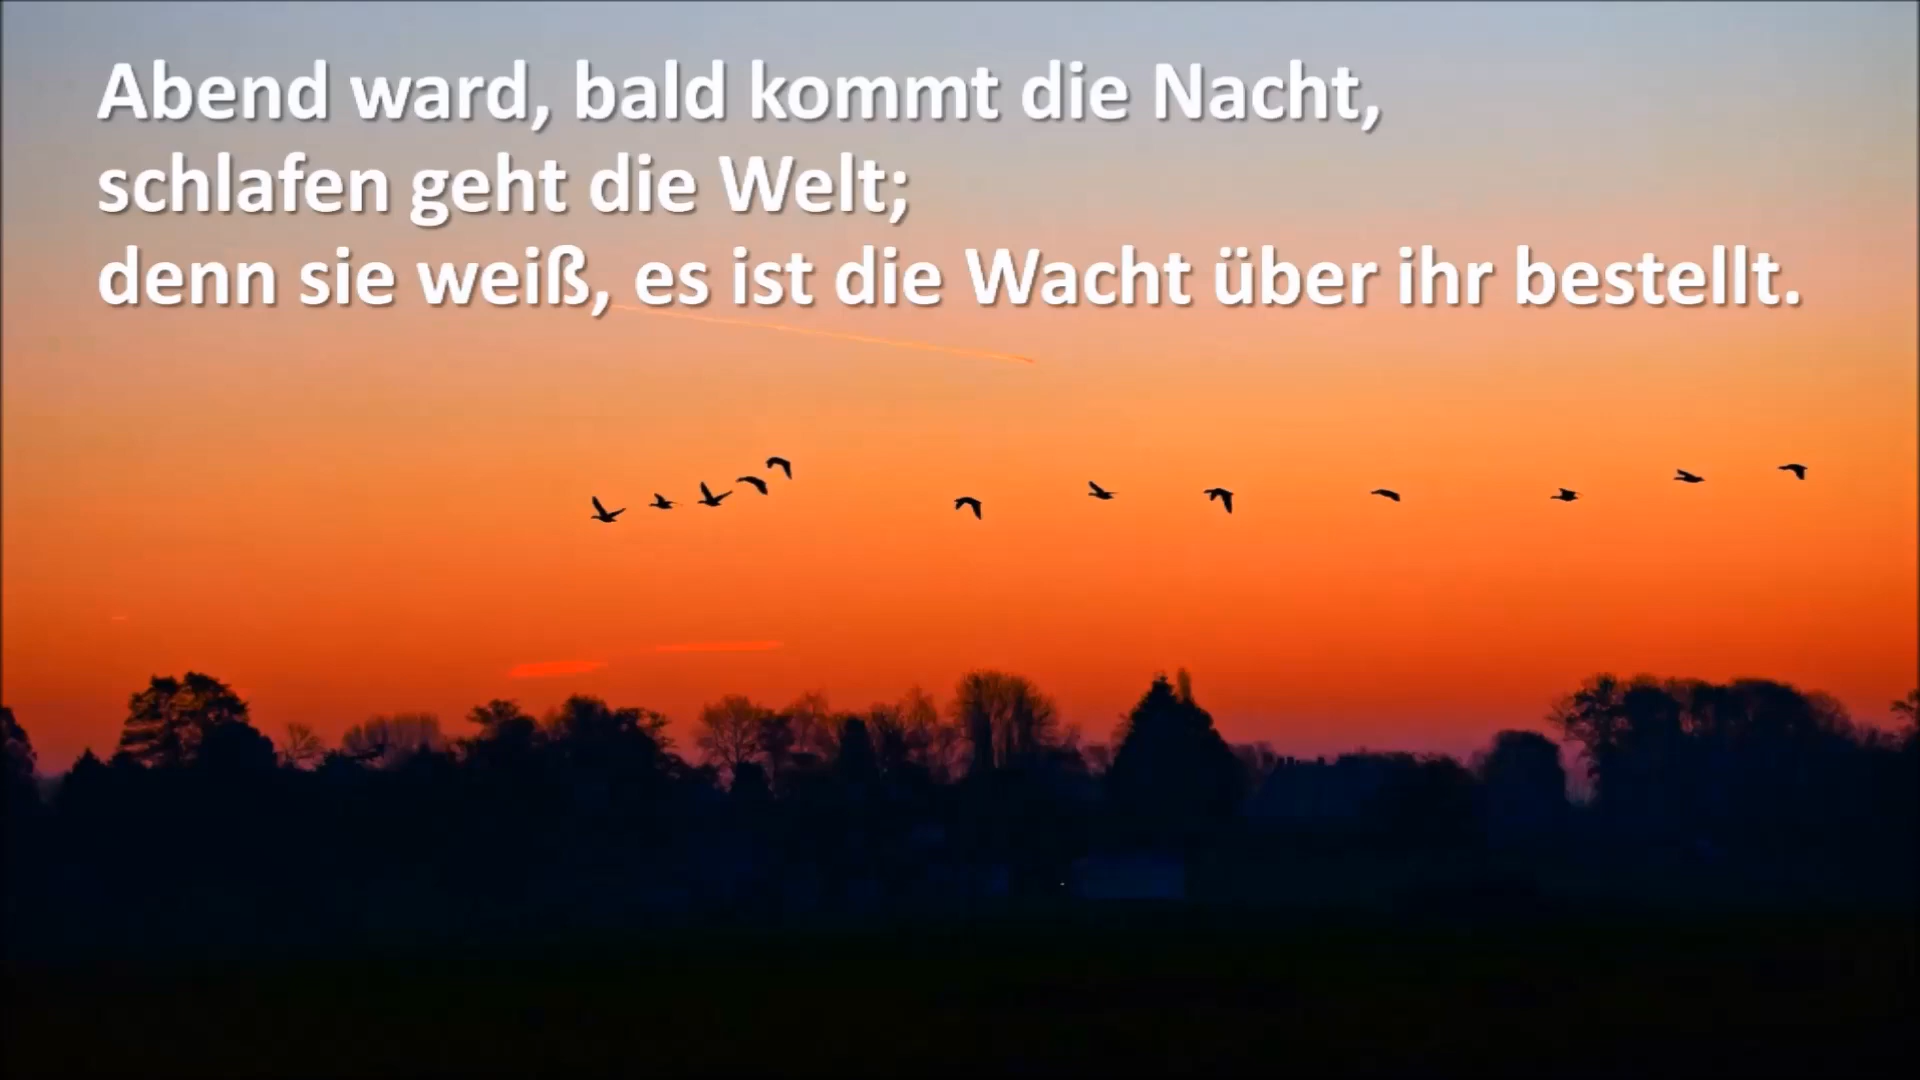 Abend ward, bald kommt die Nacht,
schlafen geht die Welt;
denn sie weiß, es ist die Wacht über ihr bestellt.